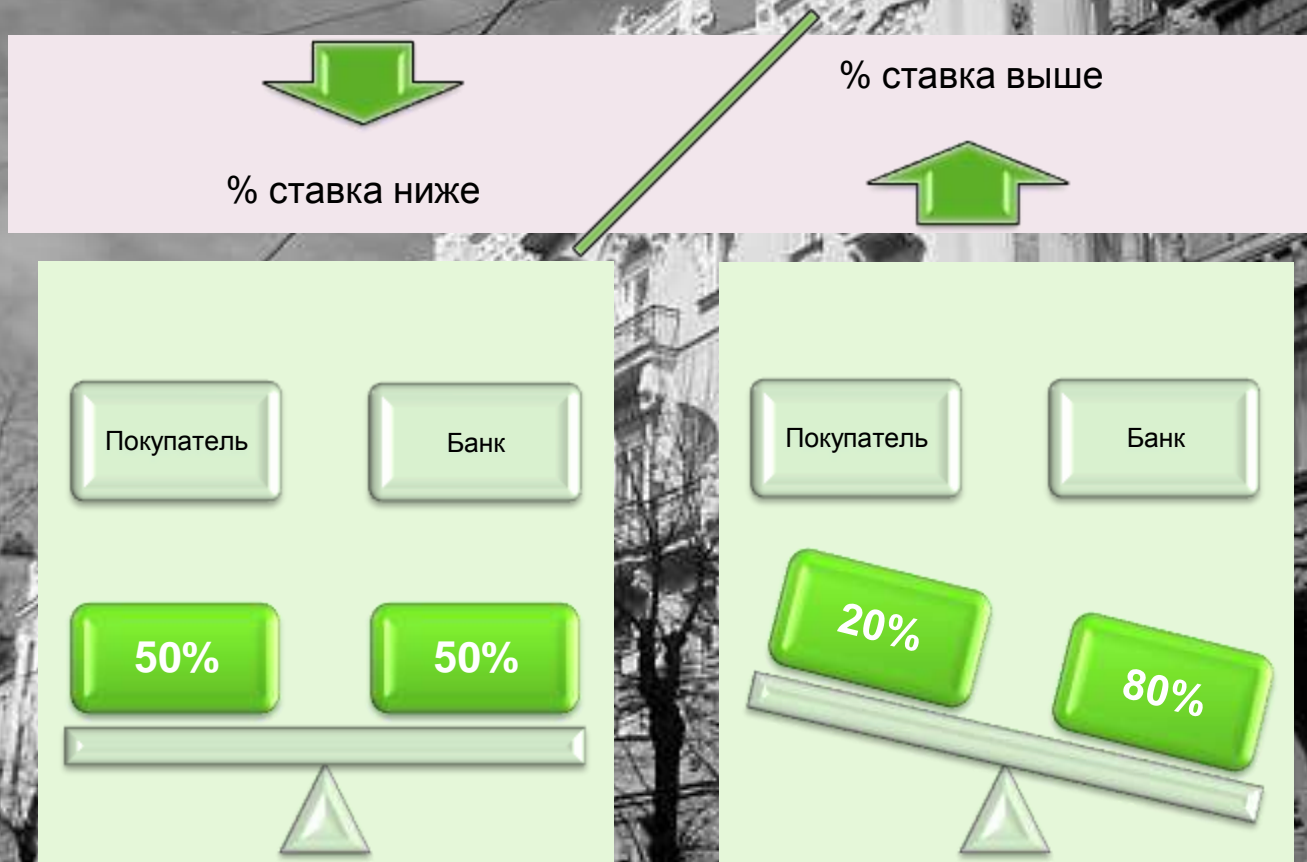 % ставка выше
% ставка ниже
Покупатель
Банк
50%
50%
Покупатель
Банк
20%
80%